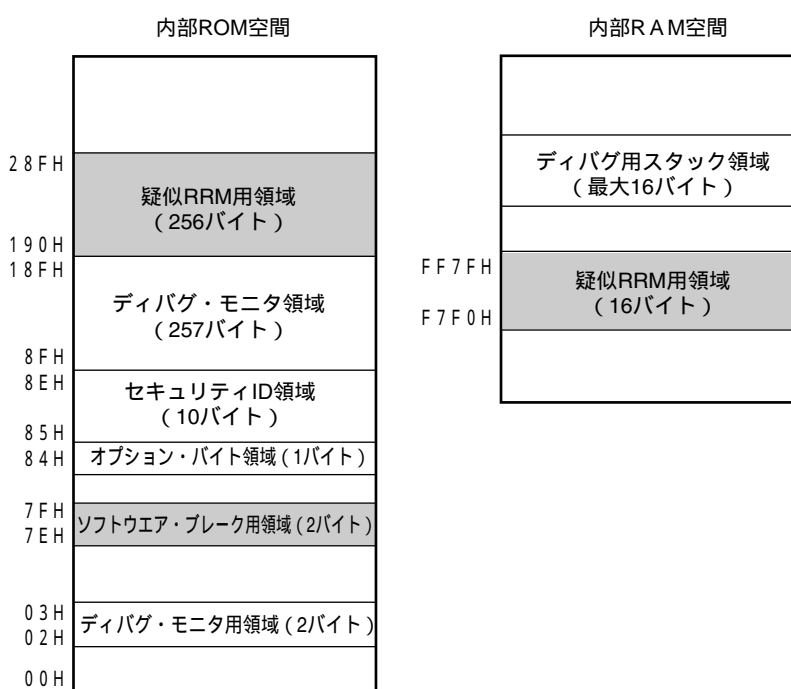 内部ROM空間
28FH
疑似RRM用領域
(256バイト)
190H
18FH
ディバグ・モニタ領域
(257バイト)
8FH
8EH
セキュリティID領域
(10バイト)
85H
84H
オプション・バイト領域(1バイト)
7FH
ソフトウエア・ブレーク用領域(2バイト)
7EH
03H
ディバグ・モニタ用領域(2バイト)
02H
00H
内部RAM空間
ディバグ用スタック領域
(最大16バイト)
FF7FH
疑似RRM用領域
(16バイト)
F7F0H